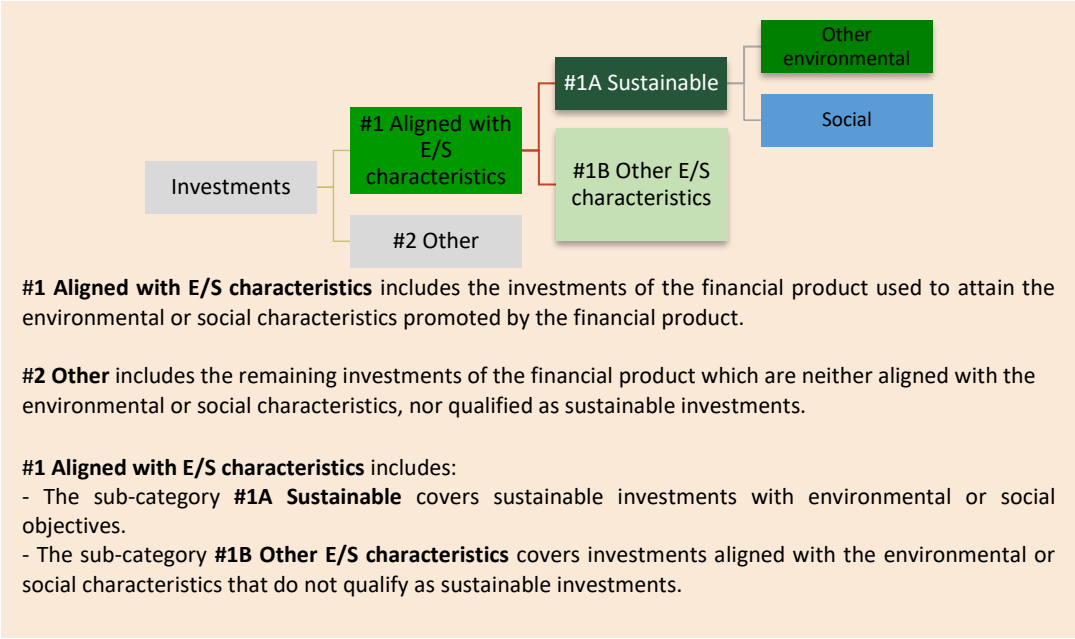 Other
environmental
#1A Sustainable
#1 Aligned with
E/S
characteristics
Social
#1B Other E/S
characteristics
Investments
#2 Other
#1 Aligned with E/S characteristics includes the investments of the financial product used to attain the
environmental or social characteristics promoted by the financial product.
#2 Other includes the remaining investments of the financial product which are neither aligned with the
environmental or social characteristics, nor qualified as sustainable investments.
#1 Aligned with E/S characteristics includes:
- The sub-category #1A Sustainable covers sustainable investments with environmental or social
objectives.
- The sub-category #1B Other E/S characteristics covers investments aligned with the environmental or
social characteristics that do not qualify as sustainable investments.